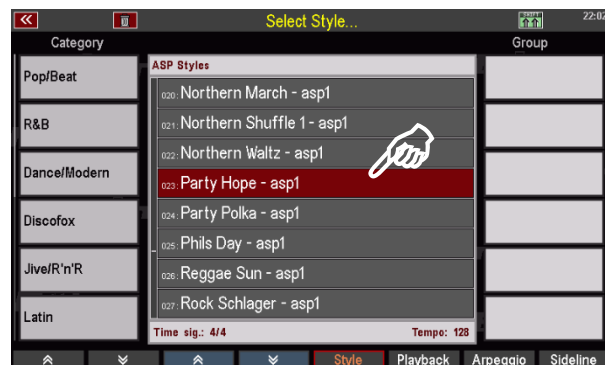 Select Style...
22:02
Category
Group
ASP Styles
Pop/Beat
R&B
Dance/Modern
Discofox
Jive/R'n'R
Latin
020: Northern March - asp1
021: Northern Shuffle 1 - asp1
022: Northern Waltz - asp1
023: Party Hope - asp1
024: Party Polka - asp1
025: Phils Day - asp1
026: Reggae Sun - asp1
027: Rock Schlager - asp1
Time sig.: 4/4 Tempo: 128
Style Playback Arpeggio Sideline